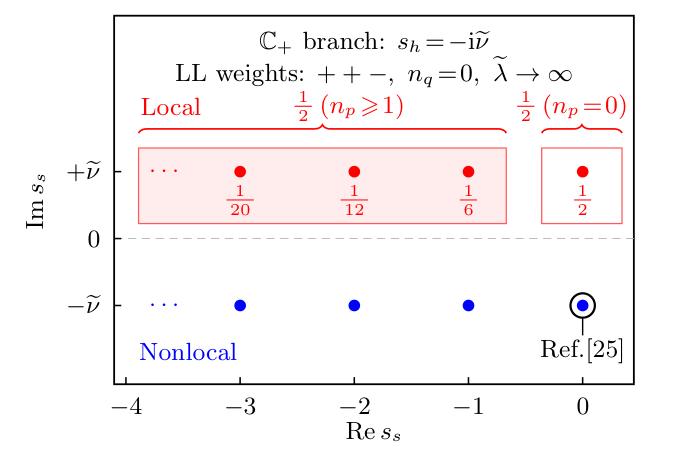 ℂ₊ branch: s_h = −iν̃
LL weights: + + −, n_q = 0, λ̃ → ∞
Local
1/2 (n_p ⩾ 1)
1/2 (n_p = 0)
+ν̃
· · ·
1/20
1/12
1/6
1/2
Im s_s
0
−ν̃
· · ·
Nonlocal
Ref.[25]
−4
−3
−2
−1
0
Re s_s